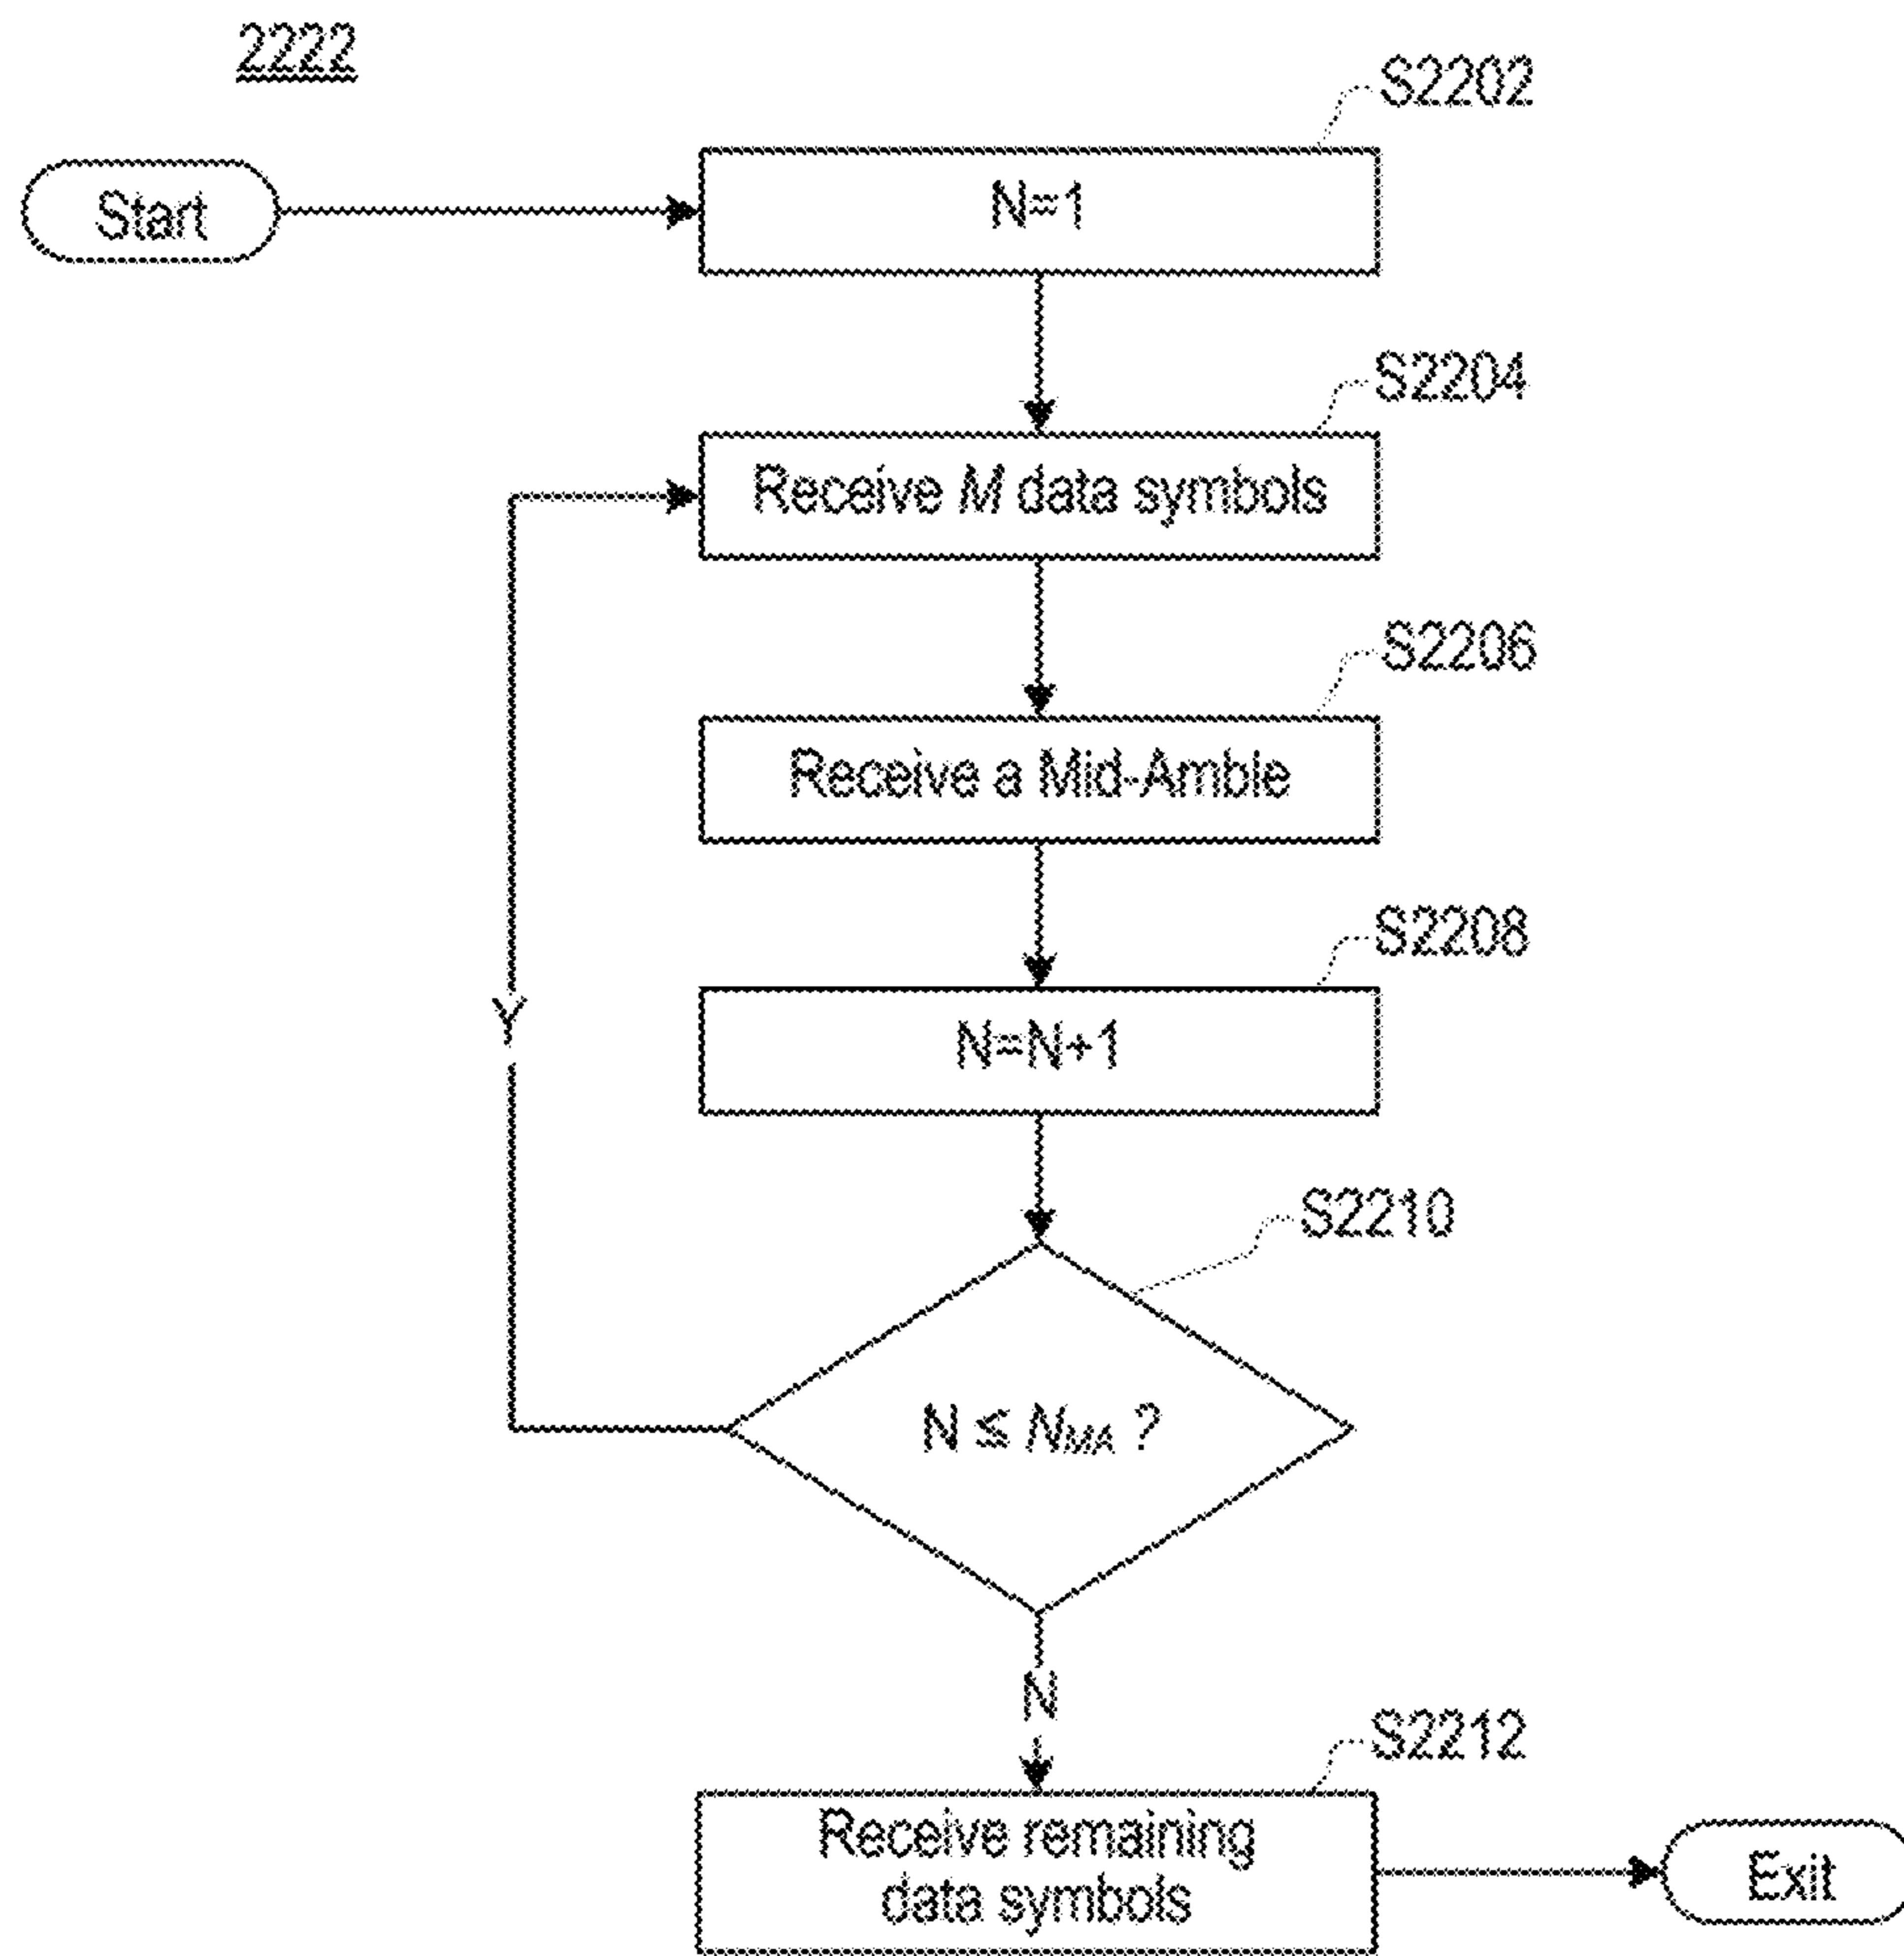 2222
S2202
Start
N=1
S2204
Receive M data symbols
S2206
Receive a Mid-Amble
S2208
Y
N=N+1
S2210
N ≤ NMA ?
N
S2212
Receive remaining
data symbols
Exit